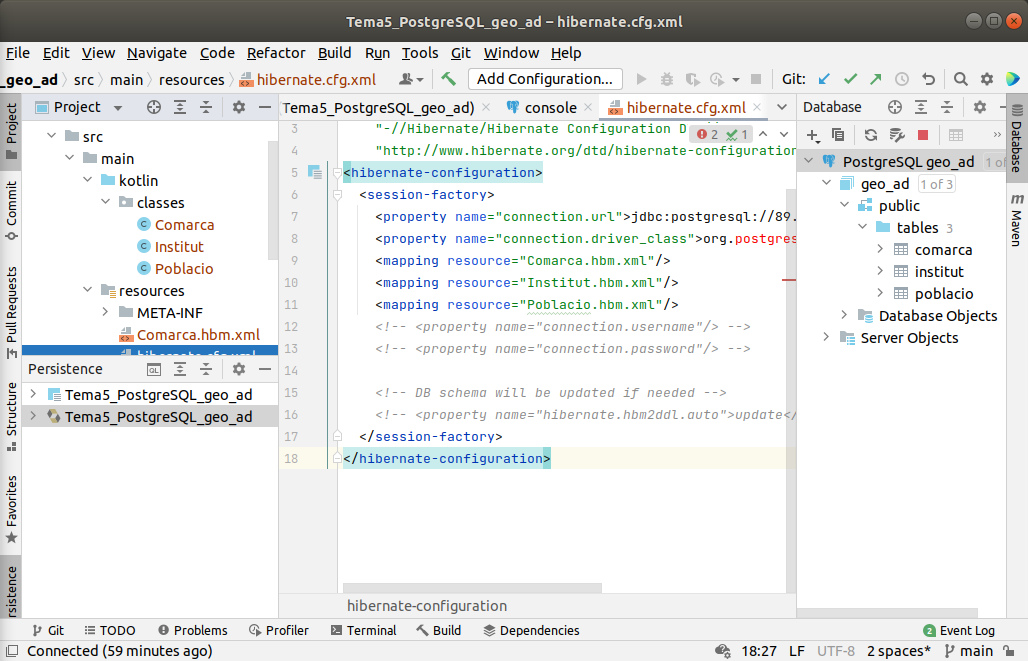 Tema5_PostgreSQL_geo_ad – hibernate.cfg.xml
File Edit View Navigate Code Refactor Build Run Tools Git Window Help
_geo_ad src main resources hibernate.cfg.xml Add Configuration... Git:
Project
Tema5_PostgreSQL_geo_ad) console hibernate.cfg.xml
Database
Project
Commit
Pull Requests
Structure
Favorites
rsistence
src
main
kotlin
classes
Comarca
Institut
Poblacio
resources
META-INF
Comarca.hbm.xml
hibernate.cfg.xml
Persistence
QL
Tema5_PostgreSQL_geo_ad
Tema5_PostgreSQL_geo_ad
3 "-//Hibernate/Hibernate Configuration D
2 1
4 "http://www.hibernate.org/dtd/hibernate-configuration
5 <hibernate-configuration>
6 <session-factory>
7 <property name="connection.url">jdbc:postgresql://89.
8 <property name="connection.driver_class">org.postgres
9 <mapping resource="Comarca.hbm.xml"/>
10 <mapping resource="Institut.hbm.xml"/>
11 <mapping resource="Poblacio.hbm.xml"/>
12 <!-- <property name="connection.username"/> -->
13 <!-- <property name="connection.password"/> -->
14
15 <!-- DB schema will be updated if needed -->
16 <!-- <property name="hibernate.hbm2ddl.auto">update</
17 </session-factory>
18 </hibernate-configuration>
hibernate-configuration
PostgreSQL geo_ad 1 of
geo_ad 1 of 3
public
tables 3
comarca
institut
poblacio
Database Objects
Server Objects
Database
m Maven
Git TODO Problems Profiler Terminal Build Dependencies 2 Event Log
Connected (59 minutes ago) 18:27 LF UTF-8 2 spaces* main